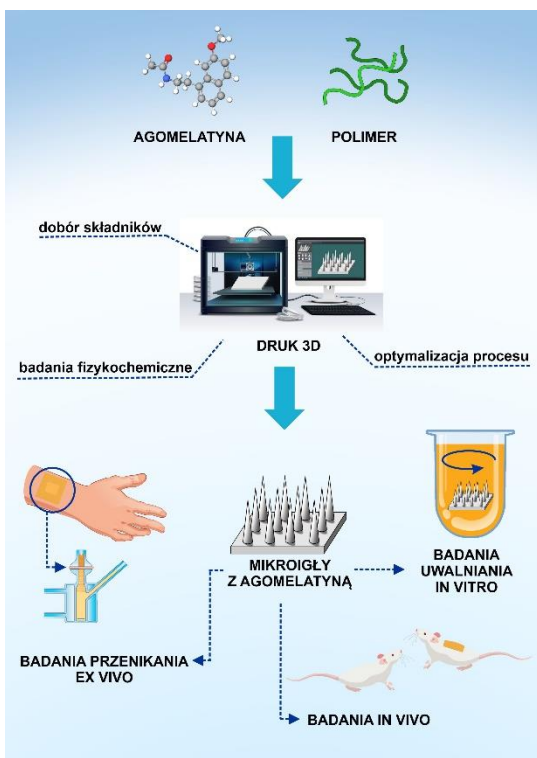 AGOMELATYNA
POLIMER
dobór składników
DRUK 3D
badania fizykochemiczne
optymalizacja procesu
MIKROIGŁY
Z AGOMELATYNĄ
BADANIA
UWALNIANIA
IN VITRO
BADANIA PRZENIKANIA
EX VIVO
BADANIA IN VIVO